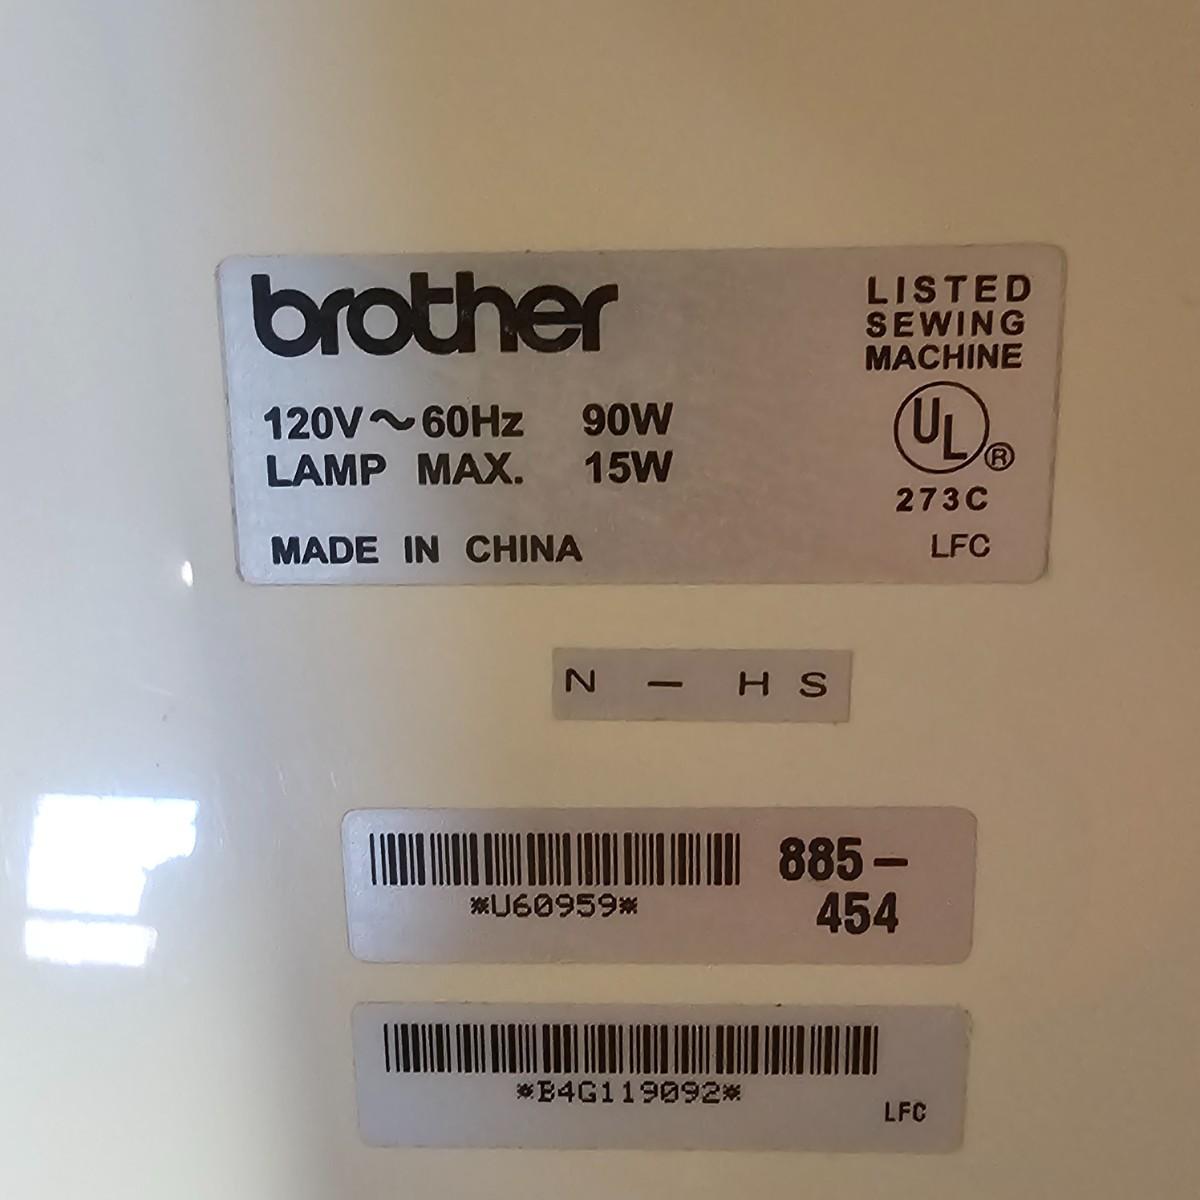 brother
120V~60Hz 90W
LAMP MAX. 15W
MADE IN CHINA
LISTED
SEWING
MACHINE
UL®
273C
LFC
N – HS
885-
454
*U60959*
*B4G119092*
LFC